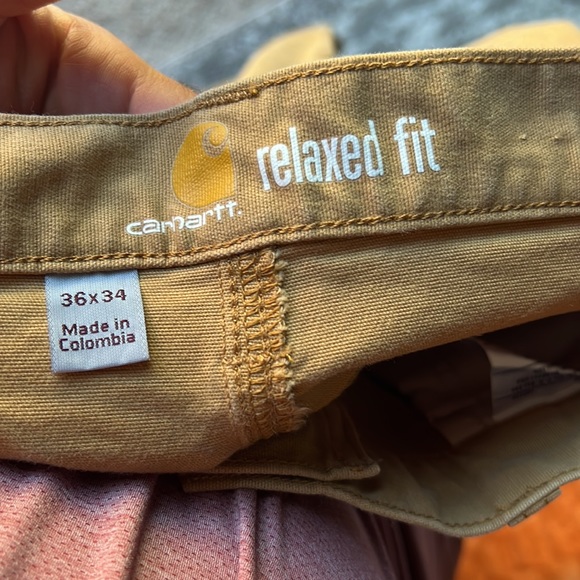 relaxed fit
carhartt.
36x34
Made in
Colombia